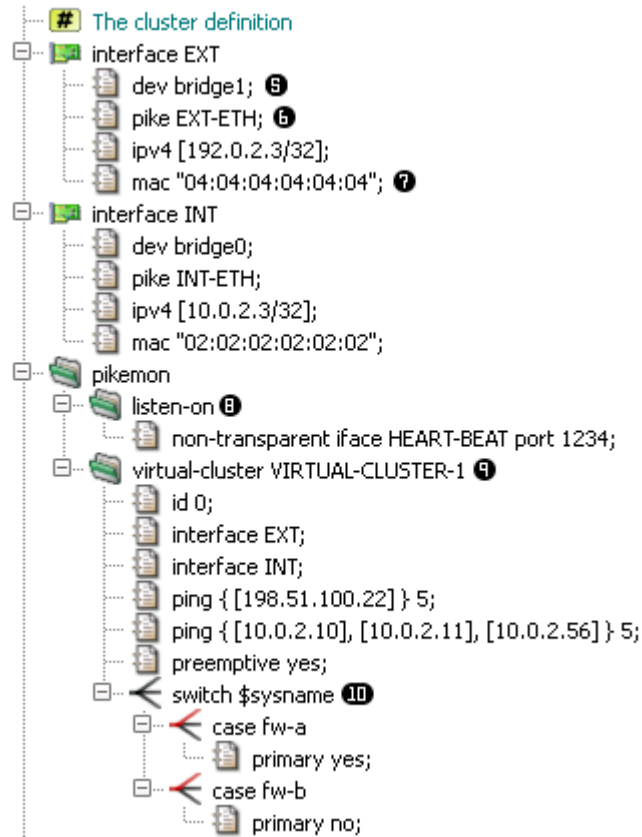 # The cluster definition
interface EXT
dev bridge1; 5
pike EXT-ETH; 6
ipv4 [192.0.2.3/32];
mac "04:04:04:04:04:04"; 7
interface INT
dev bridge0;
pike INT-ETH;
ipv4 [10.0.2.3/32];
mac "02:02:02:02:02:02";
pikemon
listen-on 8
non-transparent iface HEART-BEAT port 1234;
virtual-cluster VIRTUAL-CLUSTER-1 9
id 0;
interface EXT;
interface INT;
ping { [198.51.100.22] } 5;
ping { [10.0.2.10], [10.0.2.11], [10.0.2.56] } 5;
preemptive yes;
switch $sysname 10
case fw-a
primary yes;
case fw-b
primary no;